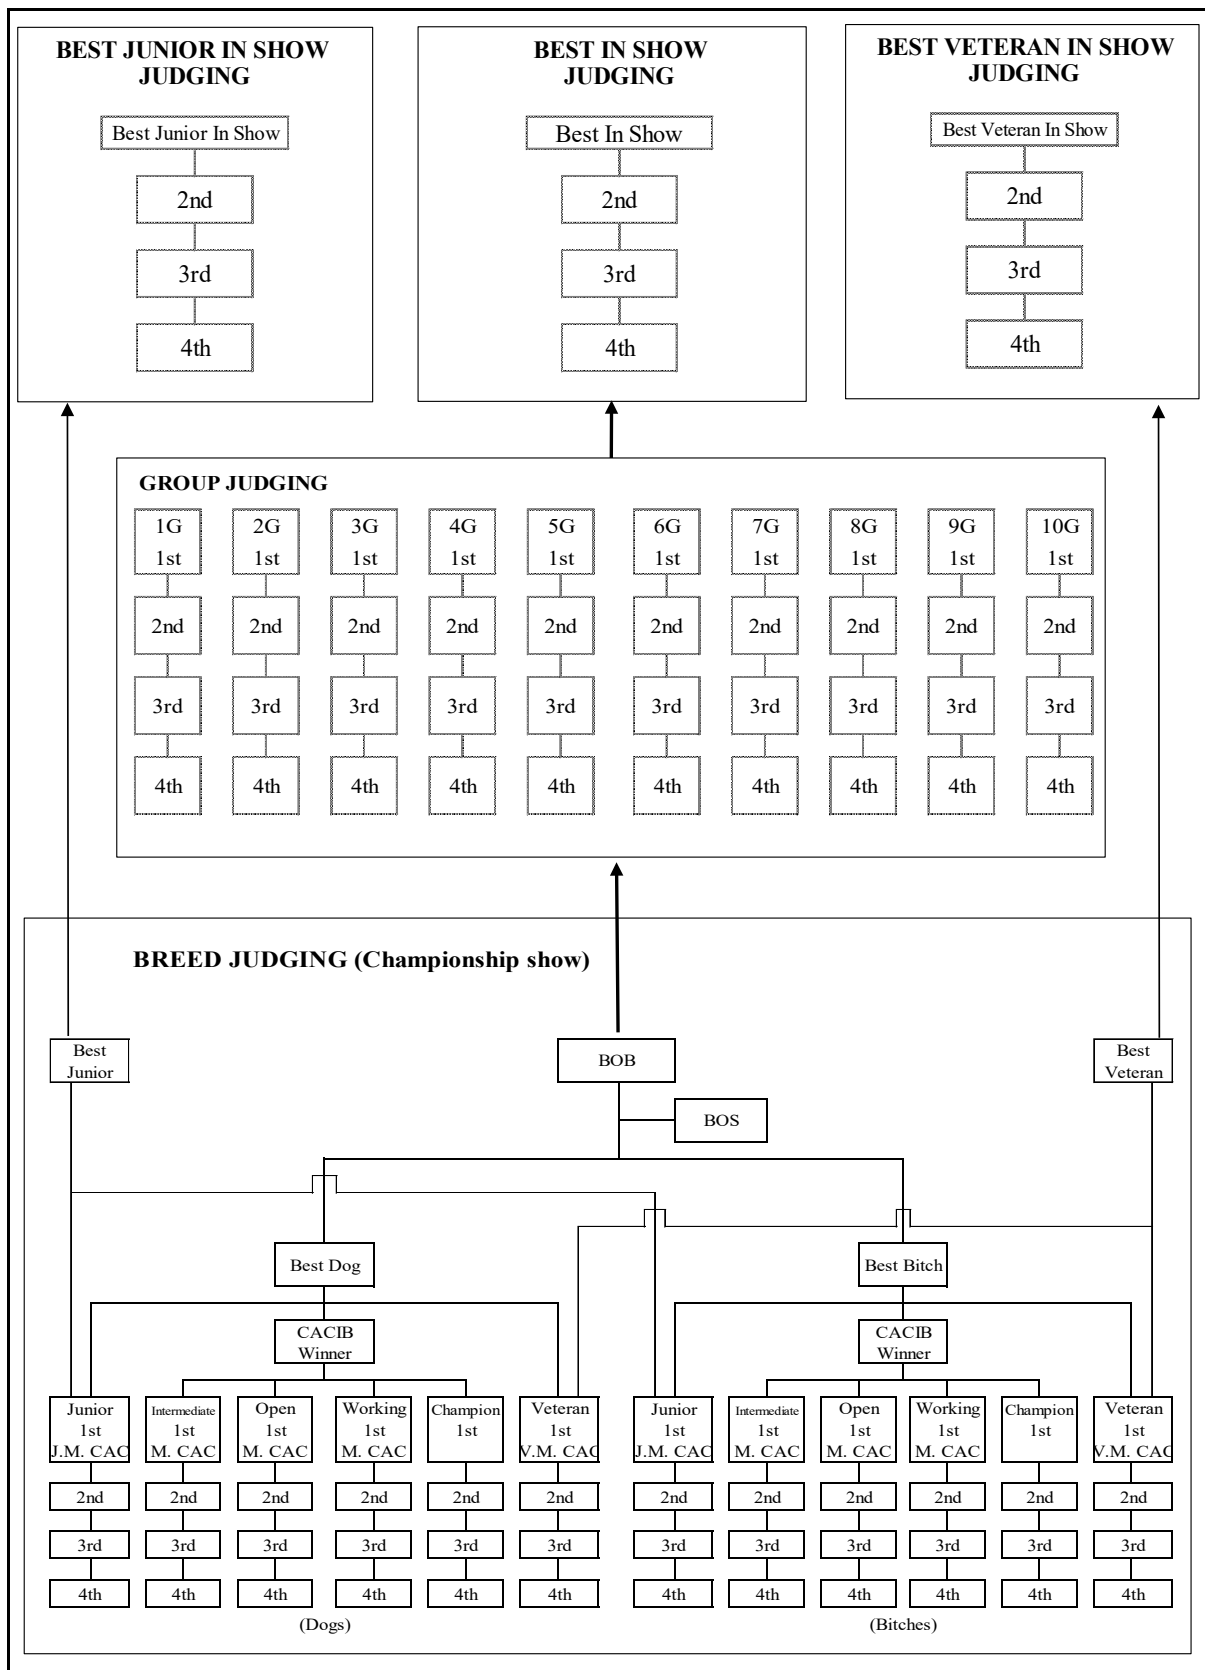 BEST JUNIOR IN SHOW
JUDGING
Best Junior In Show
2nd
3rd
4th
BEST IN SHOW
JUDGING
Best In Show
2nd
3rd
4th
BEST VETERAN IN SHOW
JUDGING
Best Veteran In Show
2nd
3rd
4th
GROUP JUDGING
1G 2G 3G 4G 5G 6G 7G 8G 9G 10G
1st 1st 1st 1st 1st 1st 1st 1st 1st 1st
2nd 2nd 2nd 2nd 2nd 2nd 2nd 2nd 2nd 2nd
3rd 3rd 3rd 3rd 3rd 3rd 3rd 3rd 3rd 3rd
4th 4th 4th 4th 4th 4th 4th 4th 4th 4th
BREED JUDGING (Championship show)
Best
Junior
BOB
Best
Veteran
BOS
Best Dog
Best Bitch
CACIB
Winner
CACIB
Winner
Junior Intermediate Open Working Champion Veteran Junior Intermediate Open Working Champion Veteran
1st 1st 1st 1st 1st 1st 1st 1st 1st 1st 1st 1st
J.M. CAC M. CAC M. CAC M. CAC V.M. CAC J.M. CAC M. CAC M. CAC M. CAC V.M. CAC
2nd 2nd 2nd 2nd 2nd 2nd 2nd 2nd 2nd 2nd 2nd 2nd
3rd 3rd 3rd 3rd 3rd 3rd 3rd 3rd 3rd 3rd 3rd 3rd
4th 4th 4th 4th 4th 4th 4th 4th 4th 4th 4th 4th
(Dogs) (Bitches)